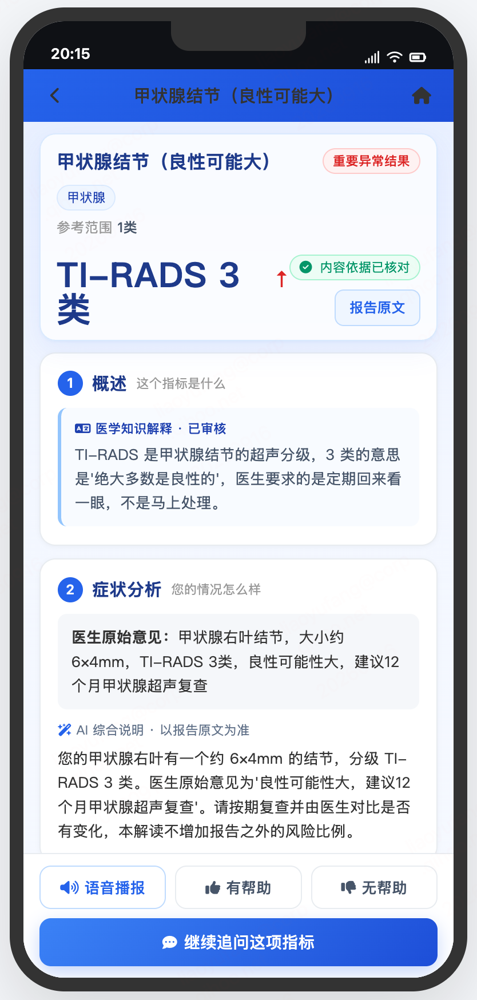 20:15
甲状腺结节（良性可能大）
甲状腺结节（良性可能大）
重要异常结果
甲状腺
参考范围 1类
TI-RADS 3
类
↑
内容依据已核对
报告原文
1 概述 这个指标是什么
医学知识解释 · 已审核
TI-RADS 是甲状腺结节的超声分级，3 类的意思
是'绝大多数是良性的'，医生要求的是定期回来看
一眼，不是马上处理。
2 症状分析 您的情况怎么样
医生原始意见：甲状腺右叶结节，大小约
6×4mm，TI-RADS 3类，良性可能性大，建议12
个月甲状腺超声复查
AI 综合说明 · 以报告原文为准
您的甲状腺右叶有一个约 6×4mm 的结节，分级 TI-
RADS 3 类。医生原始意见为'良性可能性大，建议12
个月甲状腺超声复查'。请按期复查并由医生对比是否
有变化，本解读不增加报告之外的风险比例。
语音播报
有帮助
无帮助
继续追问这项指标